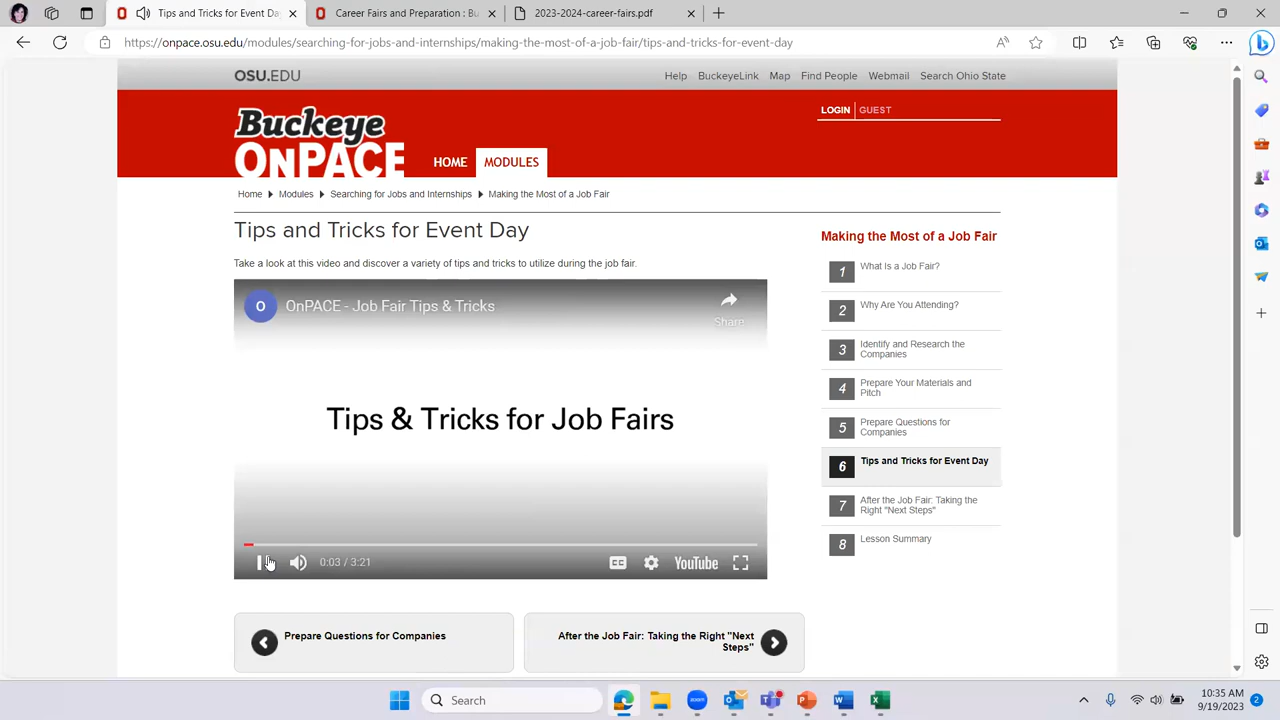 Tips and Tricks for Event Day
Career Fairs and Preparation : Bu
2023-2024-career-fairs.pdf
https://onpace.osu.edu/modules/searching-for-jobs-and-internships/making-the-most-of-a-job-fair/tips-and-tricks-for-event-day
OSU.EDU
Help BuckeyeLink Map Find People Webmail Search Ohio State
LOGIN GUEST
Buckeye
OnPACE
HOME MODULES
Home Modules Searching for Jobs and Internships Making the Most of a Job Fair
Tips and Tricks for Event Day
Take a look at this video and discover a variety of tips and tricks to utilize during the job fair.
O OnPACE - Job Fair Tips & Tricks
Share
Tips & Tricks for Job Fairs
0:03 / 3:21
CC
YouTube
Making the Most of a Job Fair
1 What Is a Job Fair?
2 Why Are You Attending?
3 Identify and Research the
Companies
4 Prepare Your Materials and
Pitch
5 Prepare Questions for
Companies
6 Tips and Tricks for Event Day
7 After the Job Fair: Taking the
Right "Next Steps"
8 Lesson Summary
Prepare Questions for Companies
After the Job Fair: Taking the Right "Next
Steps"
Search
zoom
10:35 AM
9/19/2023
2